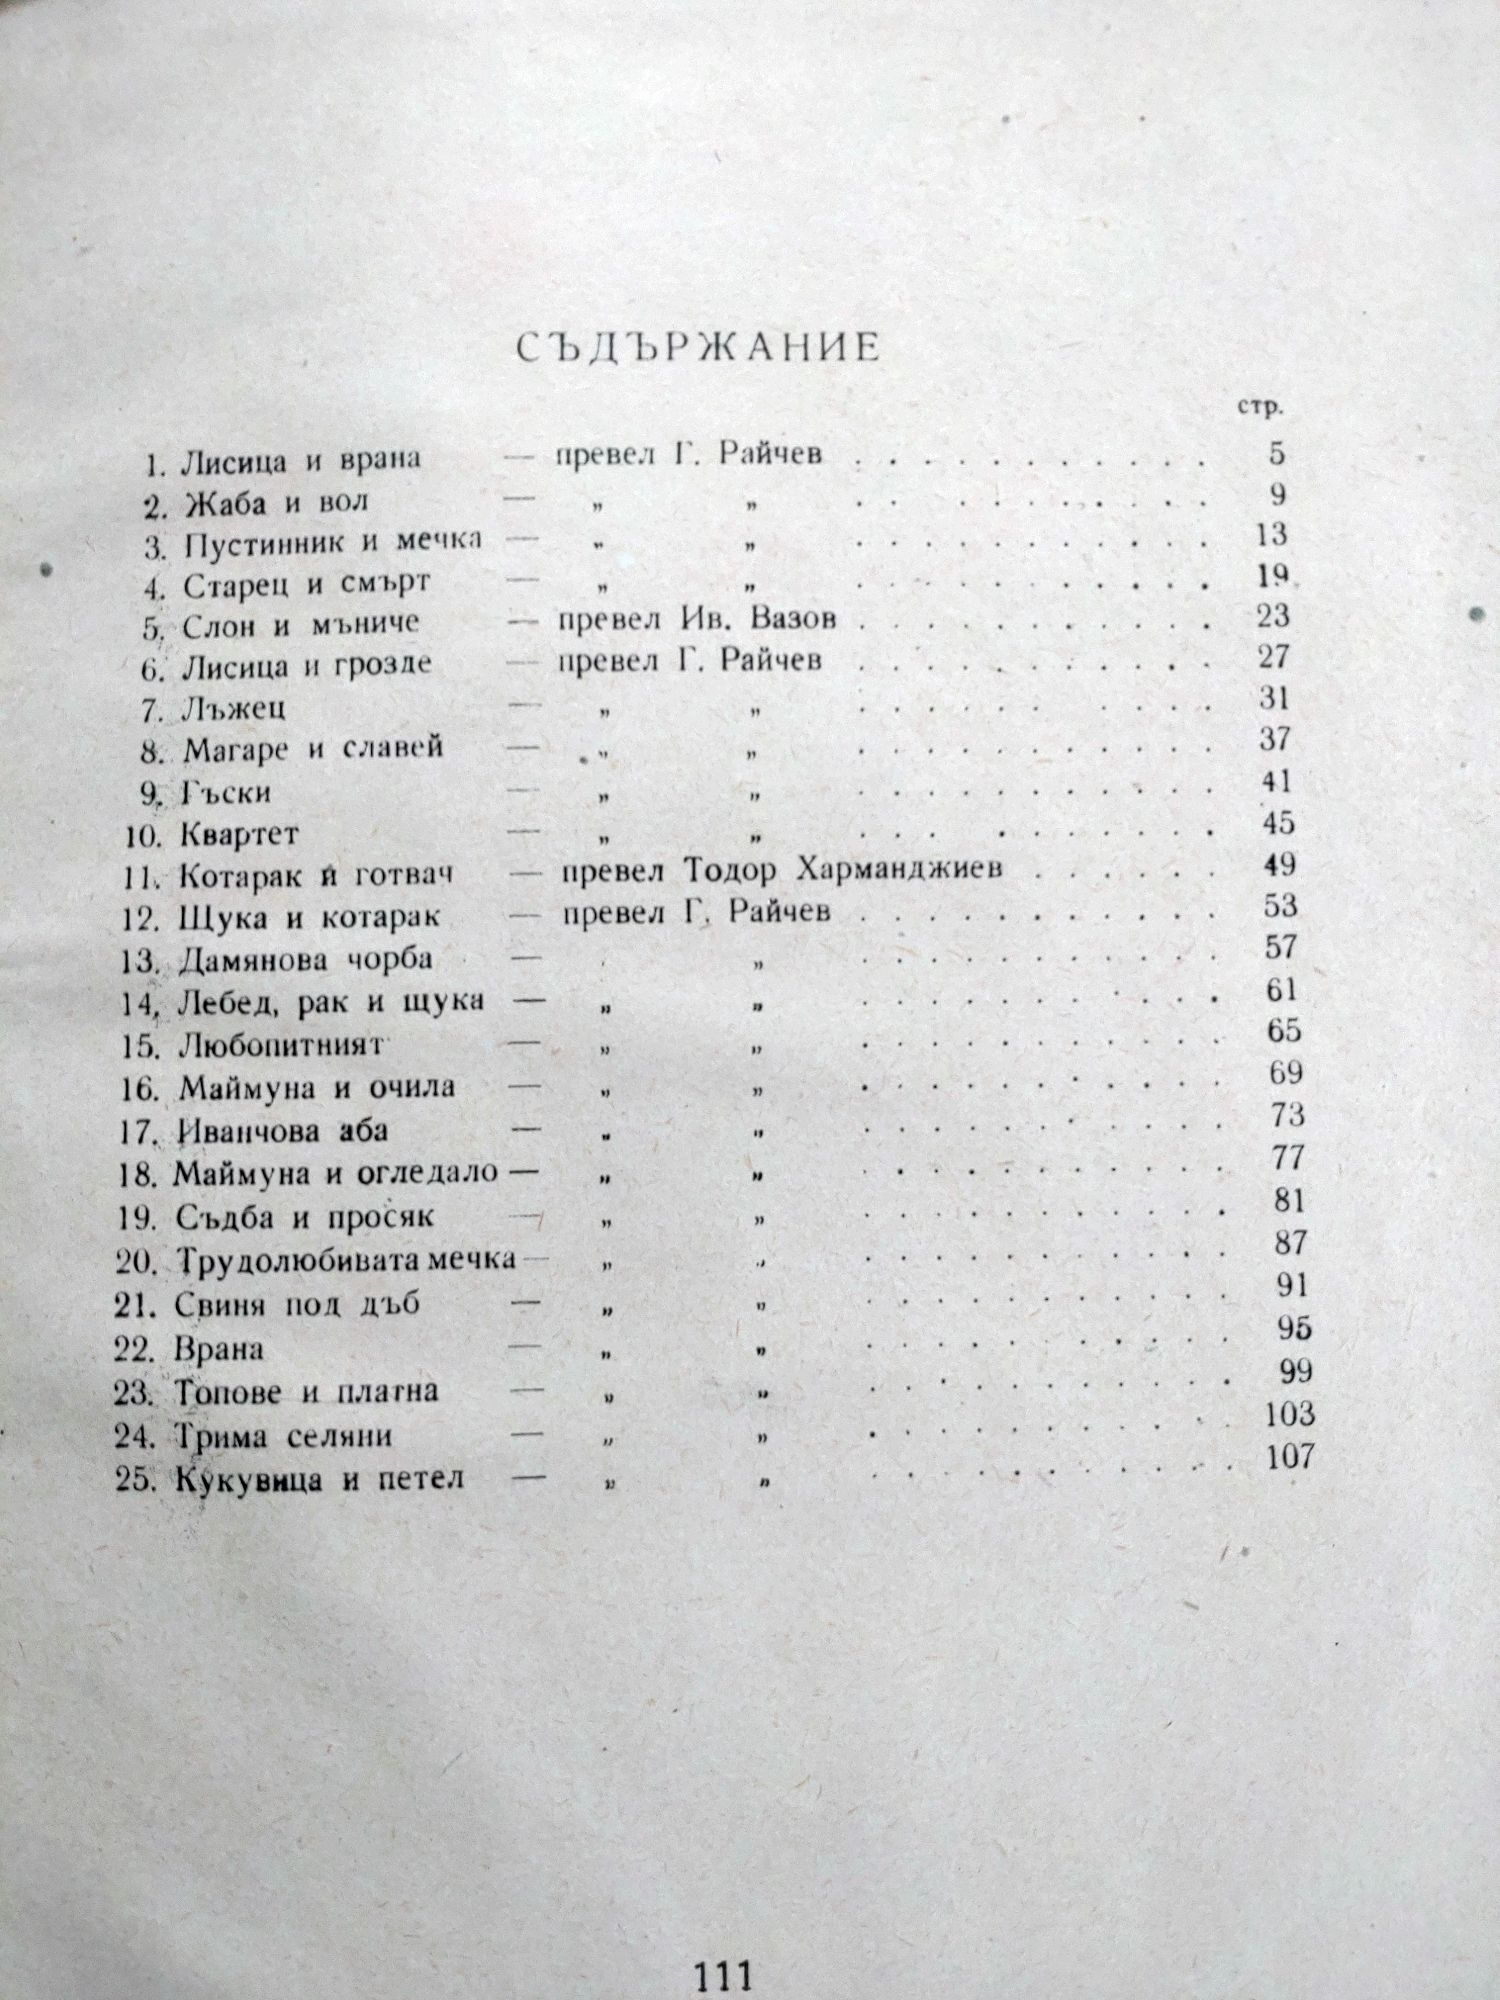 СЪДЪРЖАНИЕ
стр.
1. Лисица и врана — превел Г. Райчев . . . . . . . . . . . 5
2. Жаба и вол — „ „ . . . . . . . . . . 9
3. Пустинник и мечка — „ „ . . . . . . . . . . . 13
4. Старец и смърт — „ „ . . . . . . . . . . . 19
5. Слон и мъниче — превел Ив. Вазов . . . . . . . . . . . 23
6. Лисица и грозде — превел Г. Райчев . . . . . . . . . . . 27
7. Лъжец — „ „ . . . . . . . . . 31
8. Магаре и славей — „ „ . . . . . . . . . . . 37
9. Гъски — „ „ . . . . . . . . . . . 41
10. Квартет — „ „ . . . . . . . . . . 45
11. Котарак и готвач — превел Тодор Харманджиев . . . . . . 49
12. Щука и котарак — превел Г. Райчев . . . . . . . . . . . 53
13. Дамянова чорба — „ . . . . . . . . . . . 57
14. Лебед, рак и щука — „ „ . . . . . . . . . . . 61
15. Любопитният — „ „ . . . . . . . . . . . 65
16. Маймуна и очила — „ „ . . . . . . . . . . . 69
17. Иванчова аба — „ „ . . . . . . . . . . . 73
18. Маймуна и огледало — „ „ . . . . . . . . . . . 77
19. Съдба и просяк — „ „ . . . . . . . . . . . 81
20. Трудолюбивата мечка — „ „ . . . . . . . . . . . 87
21. Свиня под дъб — „ „ . . . . . . . . . . . 91
22. Врана — „ „ . . . . . . . . . . . 95
23. Топове и платна — „ „ . . . . . . . . . . . 99
24. Трима селяни — „ „ . . . . . . . . . . . 103
25. Кукувица и петел — „ „ . . . . . . . . . . . 107
111